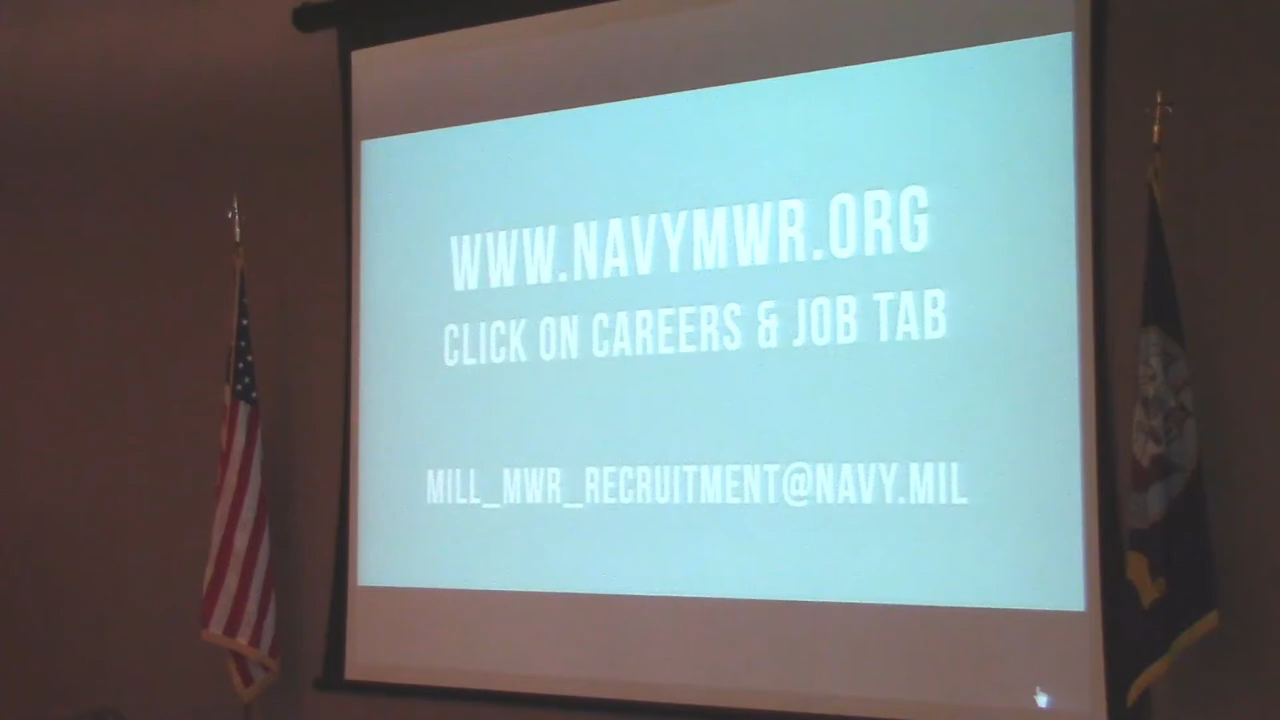 WWW.NAVYMWR.ORG
CLICK ON CAREERS & JOB TAB
MILL_MWR_RECRUITMENT@NAVY.MIL